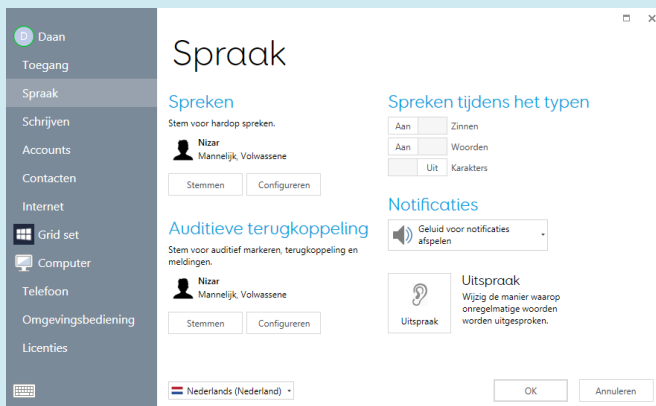 D Daan
Toegang
Spraak
Schrijven
Accounts
Contacten
Internet
Grid set
Computer
Telefoon
Omgevingsbediening
Licenties
Spraak
Spreken
Stem voor hardop spreken.
Nizar
Mannelijk, Volwassene
Stemmen Configureren
Auditieve terugkoppeling
Stem voor auditief markeren, terugkoppeling en
meldingen.
Nizar
Mannelijk, Volwassene
Stemmen Configureren
Spreken tijdens het typen
Aan Zinnen
Aan Woorden
Uit Karakters
Notificaties
Geluid voor notificaties
afspelen
Uitspraak
Uitspraak
Wijzig de manier waarop
onregelmatige woorden
worden uitgesproken.
Nederlands (Nederland)
OK Annuleren